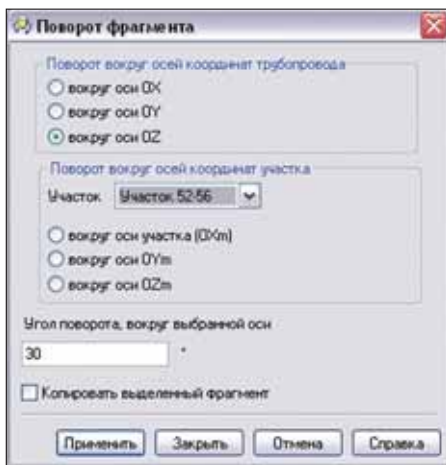 Поворот фрагмента
Поворот вокруг осей координат трубопровода
вокруг оси OX
вокруг оси OY
вокруг оси OZ
Поворот вокруг осей координат участка
Участок Участок 52-56
вокруг оси участка (OXm)
вокруг оси OYm
вокруг оси OZm
Угол поворота, вокруг выбранной оси
30 °
Копировать выделенный фрагмент
Применить Закрыть Отмена Справка